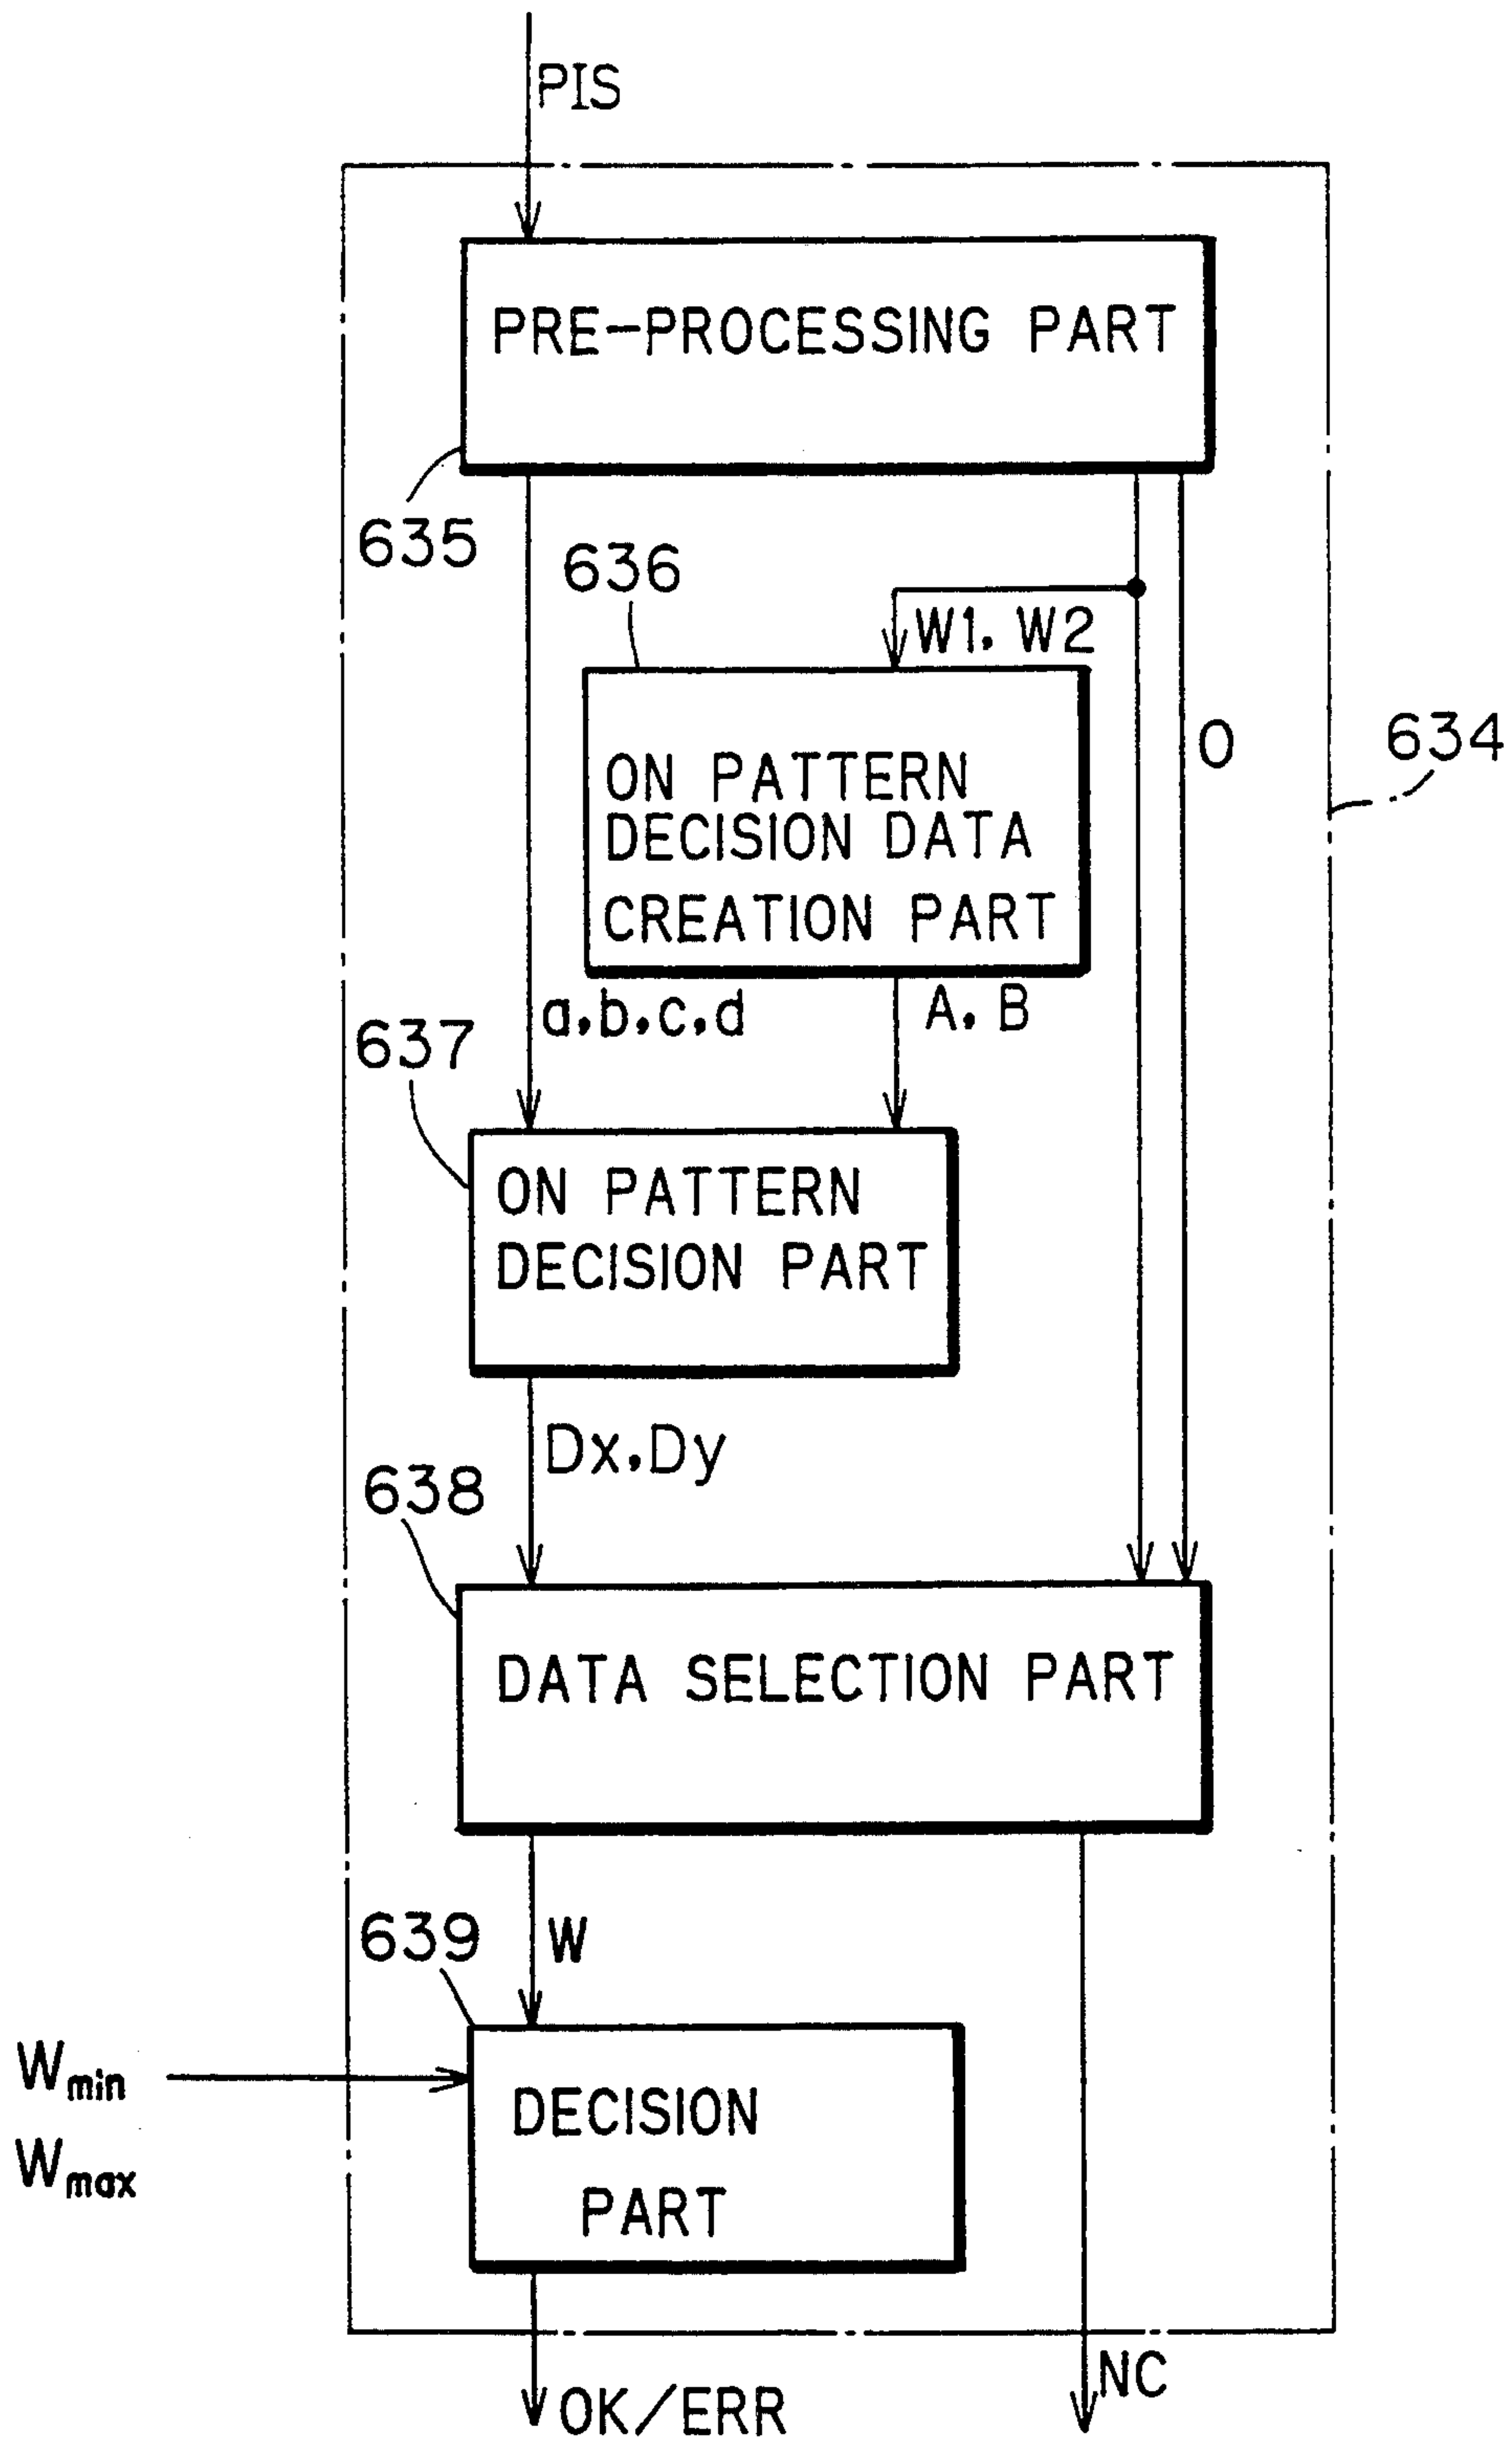 PIS
PRE-PROCESSING PART
635
636
W1, W2
O
634
ON PATTERN
DECISION DATA
CREATION PART
a,b,c,d
A, B
637
ON PATTERN
DECISION PART
Dx,Dy
638
DATA SELECTION PART
639
W
Wmin
Wmax
DECISION
PART
OK/ERR
NC